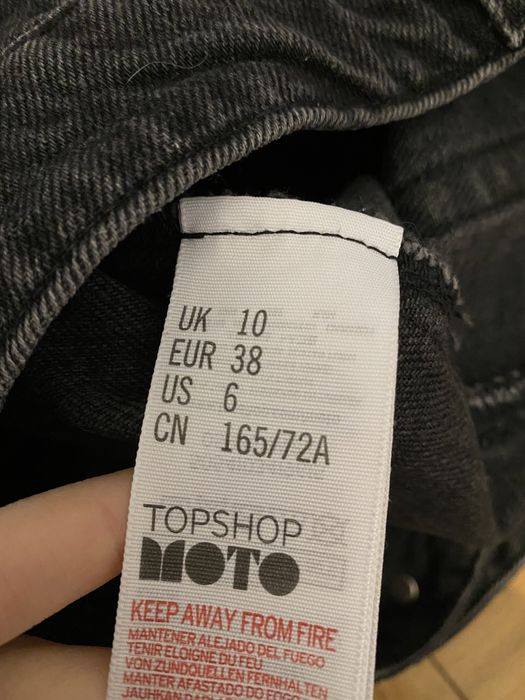 UK 10
EUR 38
US 6
CN 165/72A
TOPSHOP
MOTO
KEEP AWAY FROM FIRE
MANTENER ALEJADO DEL FUEGO
TENIR ELOIGNE DU FEU
VON ZUNDQUELLEN FERNHALTEN
MANTER AFASTADO DO FOGO